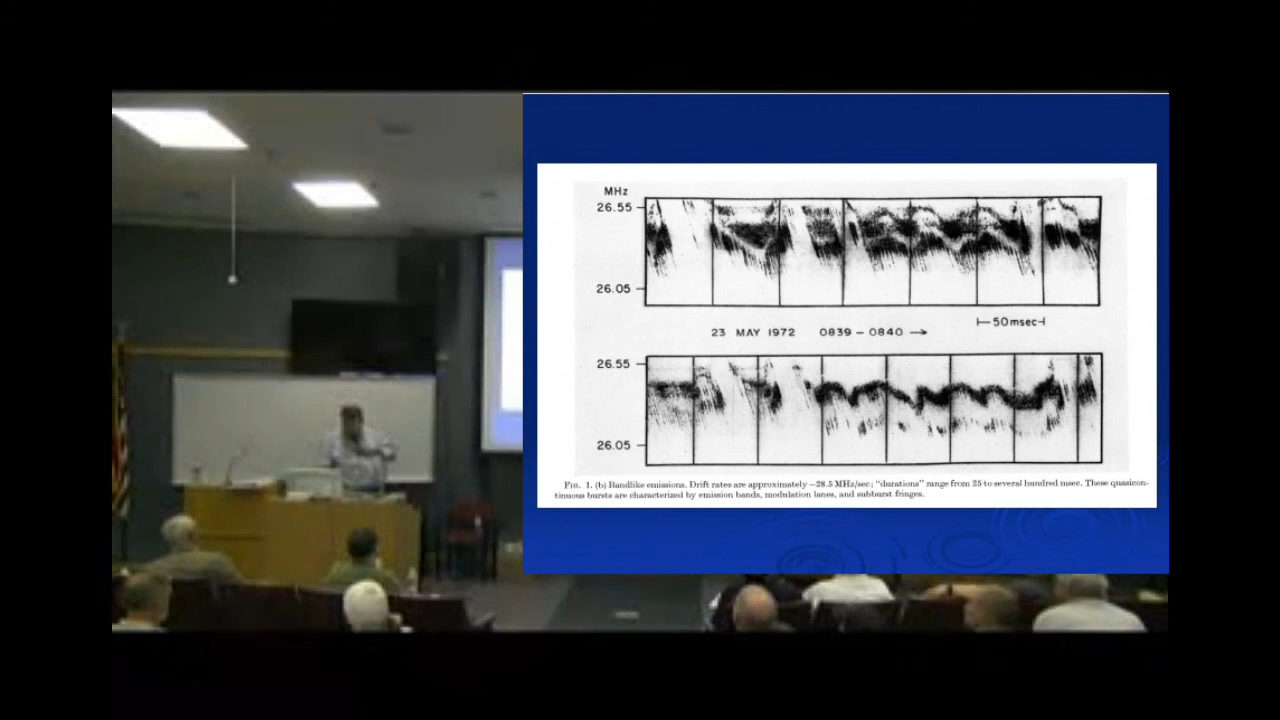 MHz
26.55
26.05
50msec
23 MAY 1972 0839 – 0840 →
26.55
26.05
FIG. 1. (b) Bandlike emissions. Drift rates are approximately −28.5 MHz/sec; “durations” range from 25 to several hundred msec. These quasicon-
tinuous bursts are characterized by emission bands, modulation lanes, and subburst fringes.